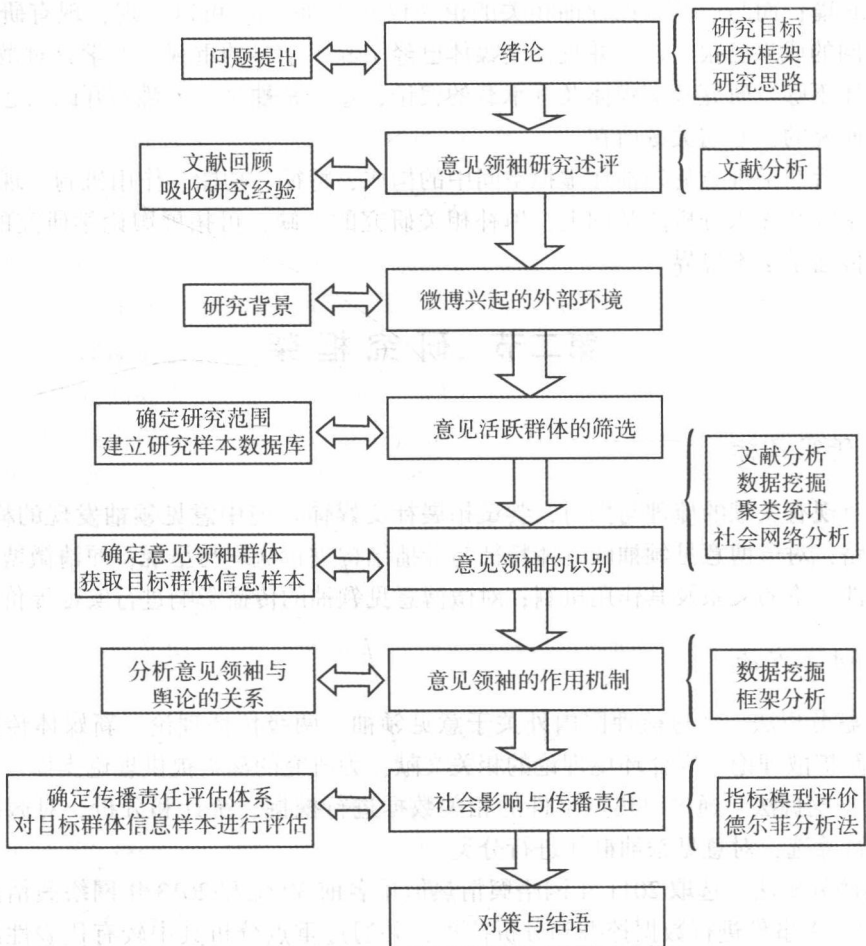 问题提出
绪论
研究目标
研究框架
研究思路
文献回顾
吸收研究经验
意见领袖研究述评
文献分析
研究背景
微博兴起的外部环境
确定研究范围
建立研究样本数据库
意见活跃群体的筛选
文献分析
数据挖掘
聚类统计
社会网络分析
确定意见领袖群体
获取目标群体信息样本
意见领袖的识别
分析意见领袖与
舆论的关系
意见领袖的作用机制
数据挖掘
框架分析
确定传播责任评估体系
对目标群体信息样本进行评估
社会影响与传播责任
指标模型评价
德尔菲分析法
对策与结语